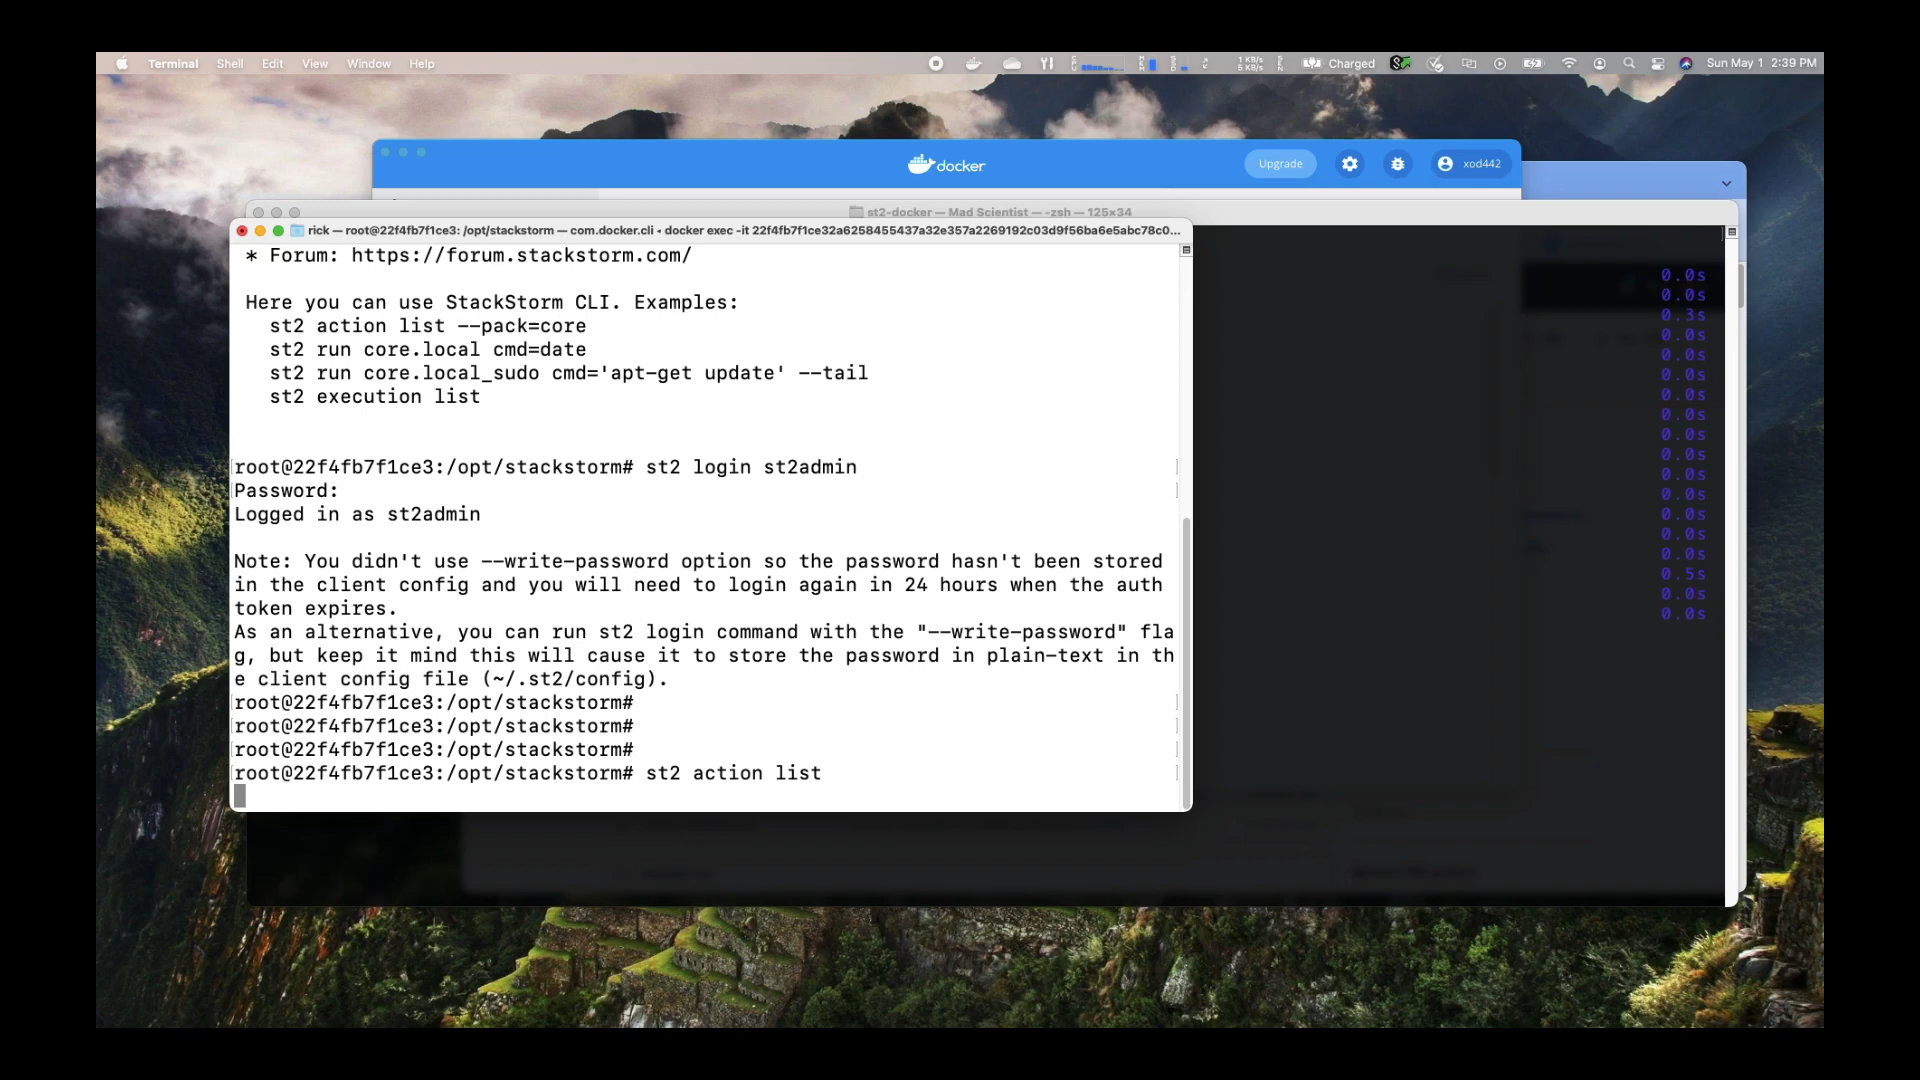 Terminal Shell Edit View Window Help
1 KB/s
5 KB/s
Charged
Sun May 1 2:39 PM
docker
Upgrade
xod442
st2-docker — Mad Scientist — -zsh — 125×34
rick — root@22f4fb7f1ce3: /opt/stackstorm — com.docker.cli • docker exec -it 22f4fb7f1ce32a6258455437a32e357a2269192c03d9f56ba6e5abc78c0...
* Forum: https://forum.stackstorm.com/
Here you can use StackStorm CLI. Examples:
st2 action list --pack=core
st2 run core.local cmd=date
st2 run core.local_sudo cmd='apt-get update' --tail
st2 execution list
[root@22f4fb7f1ce3:/opt/stackstorm# st2 login st2admin ]
[Password: ]
Logged in as st2admin
Note: You didn't use --write-password option so the password hasn't been stored
in the client config and you will need to login again in 24 hours when the auth
token expires.
As an alternative, you can run st2 login command with the "--write-password" fla
g, but keep it mind this will cause it to store the password in plain-text in th
e client config file (~/.st2/config).
[root@22f4fb7f1ce3:/opt/stackstorm# ]
[root@22f4fb7f1ce3:/opt/stackstorm# ]
[root@22f4fb7f1ce3:/opt/stackstorm# ]
[root@22f4fb7f1ce3:/opt/stackstorm# st2 action list ]
0.0s
0.0s
0.3s
0.0s
0.0s
0.0s
0.0s
0.0s
0.0s
0.0s
0.0s
0.0s
0.0s
0.0s
0.0s
0.5s
0.0s
0.0s